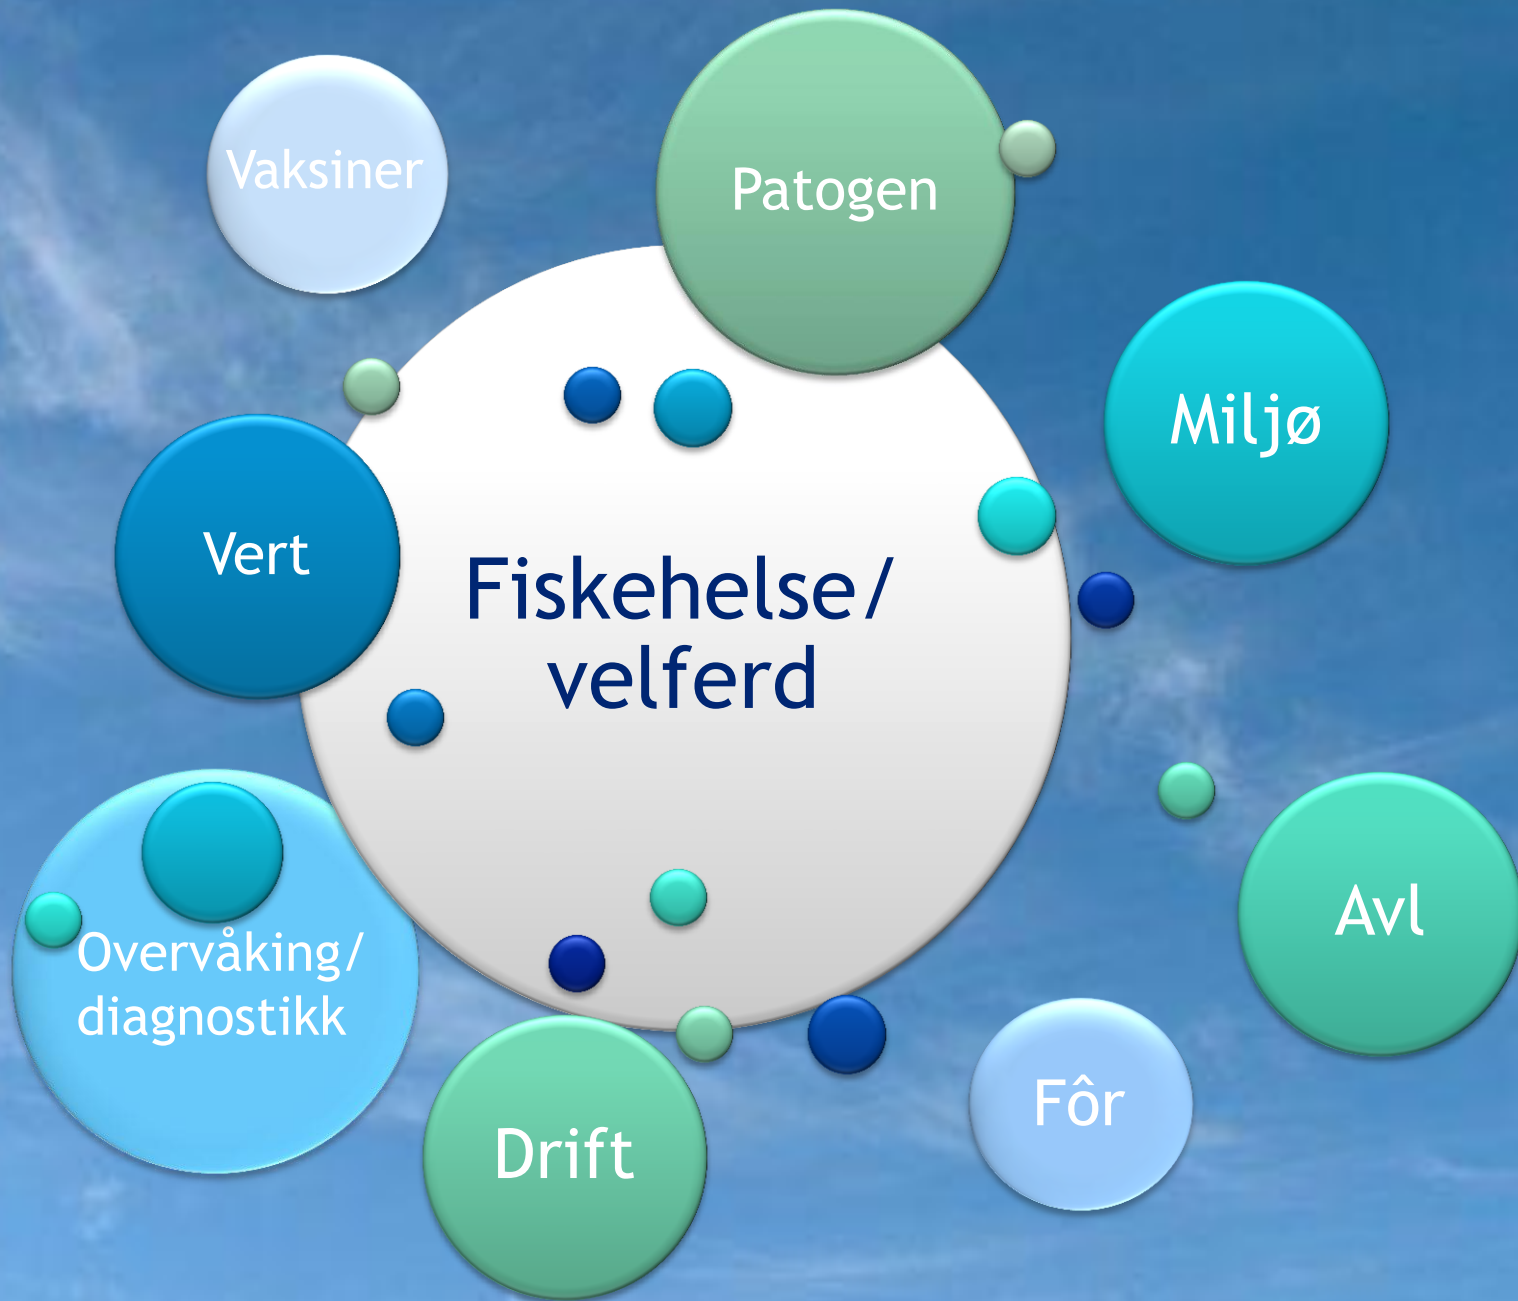 Vaksiner
Patogen
Miljø
Vert
Fiskehelse/
velferd
Avl
Overvåking/
diagnostikk
Fôr
Drift